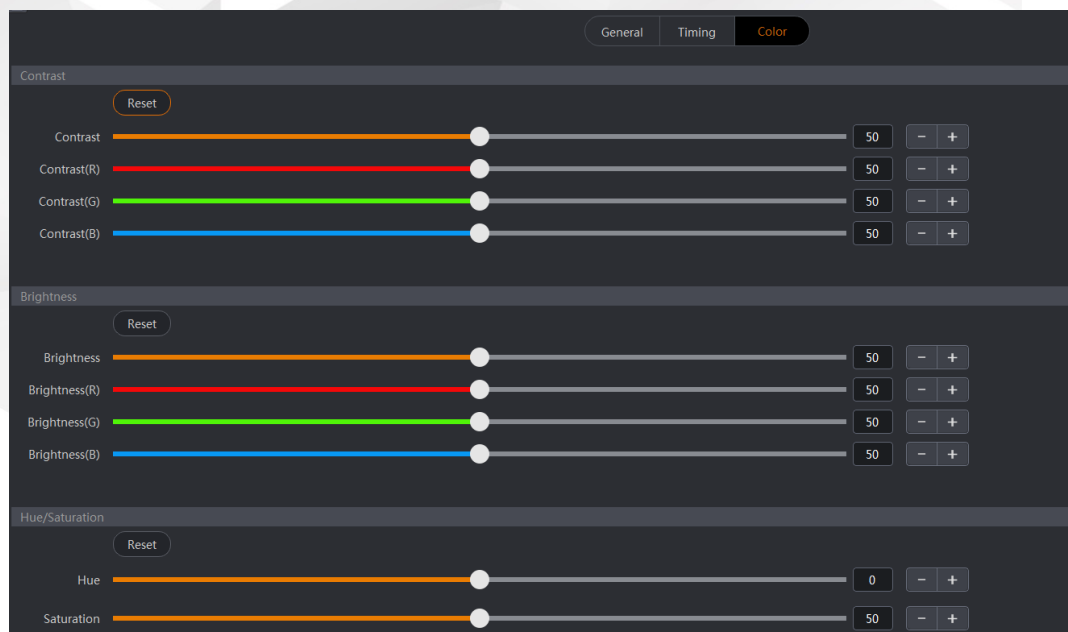 General Timing Color
Contrast
Reset
Contrast 50 − +
Contrast(R) 50 − +
Contrast(G) 50 − +
Contrast(B) 50 − +
Brightness
Reset
Brightness 50 − +
Brightness(R) 50 − +
Brightness(G) 50 − +
Brightness(B) 50 − +
Hue/Saturation
Reset
Hue 0 − +
Saturation 50 − +